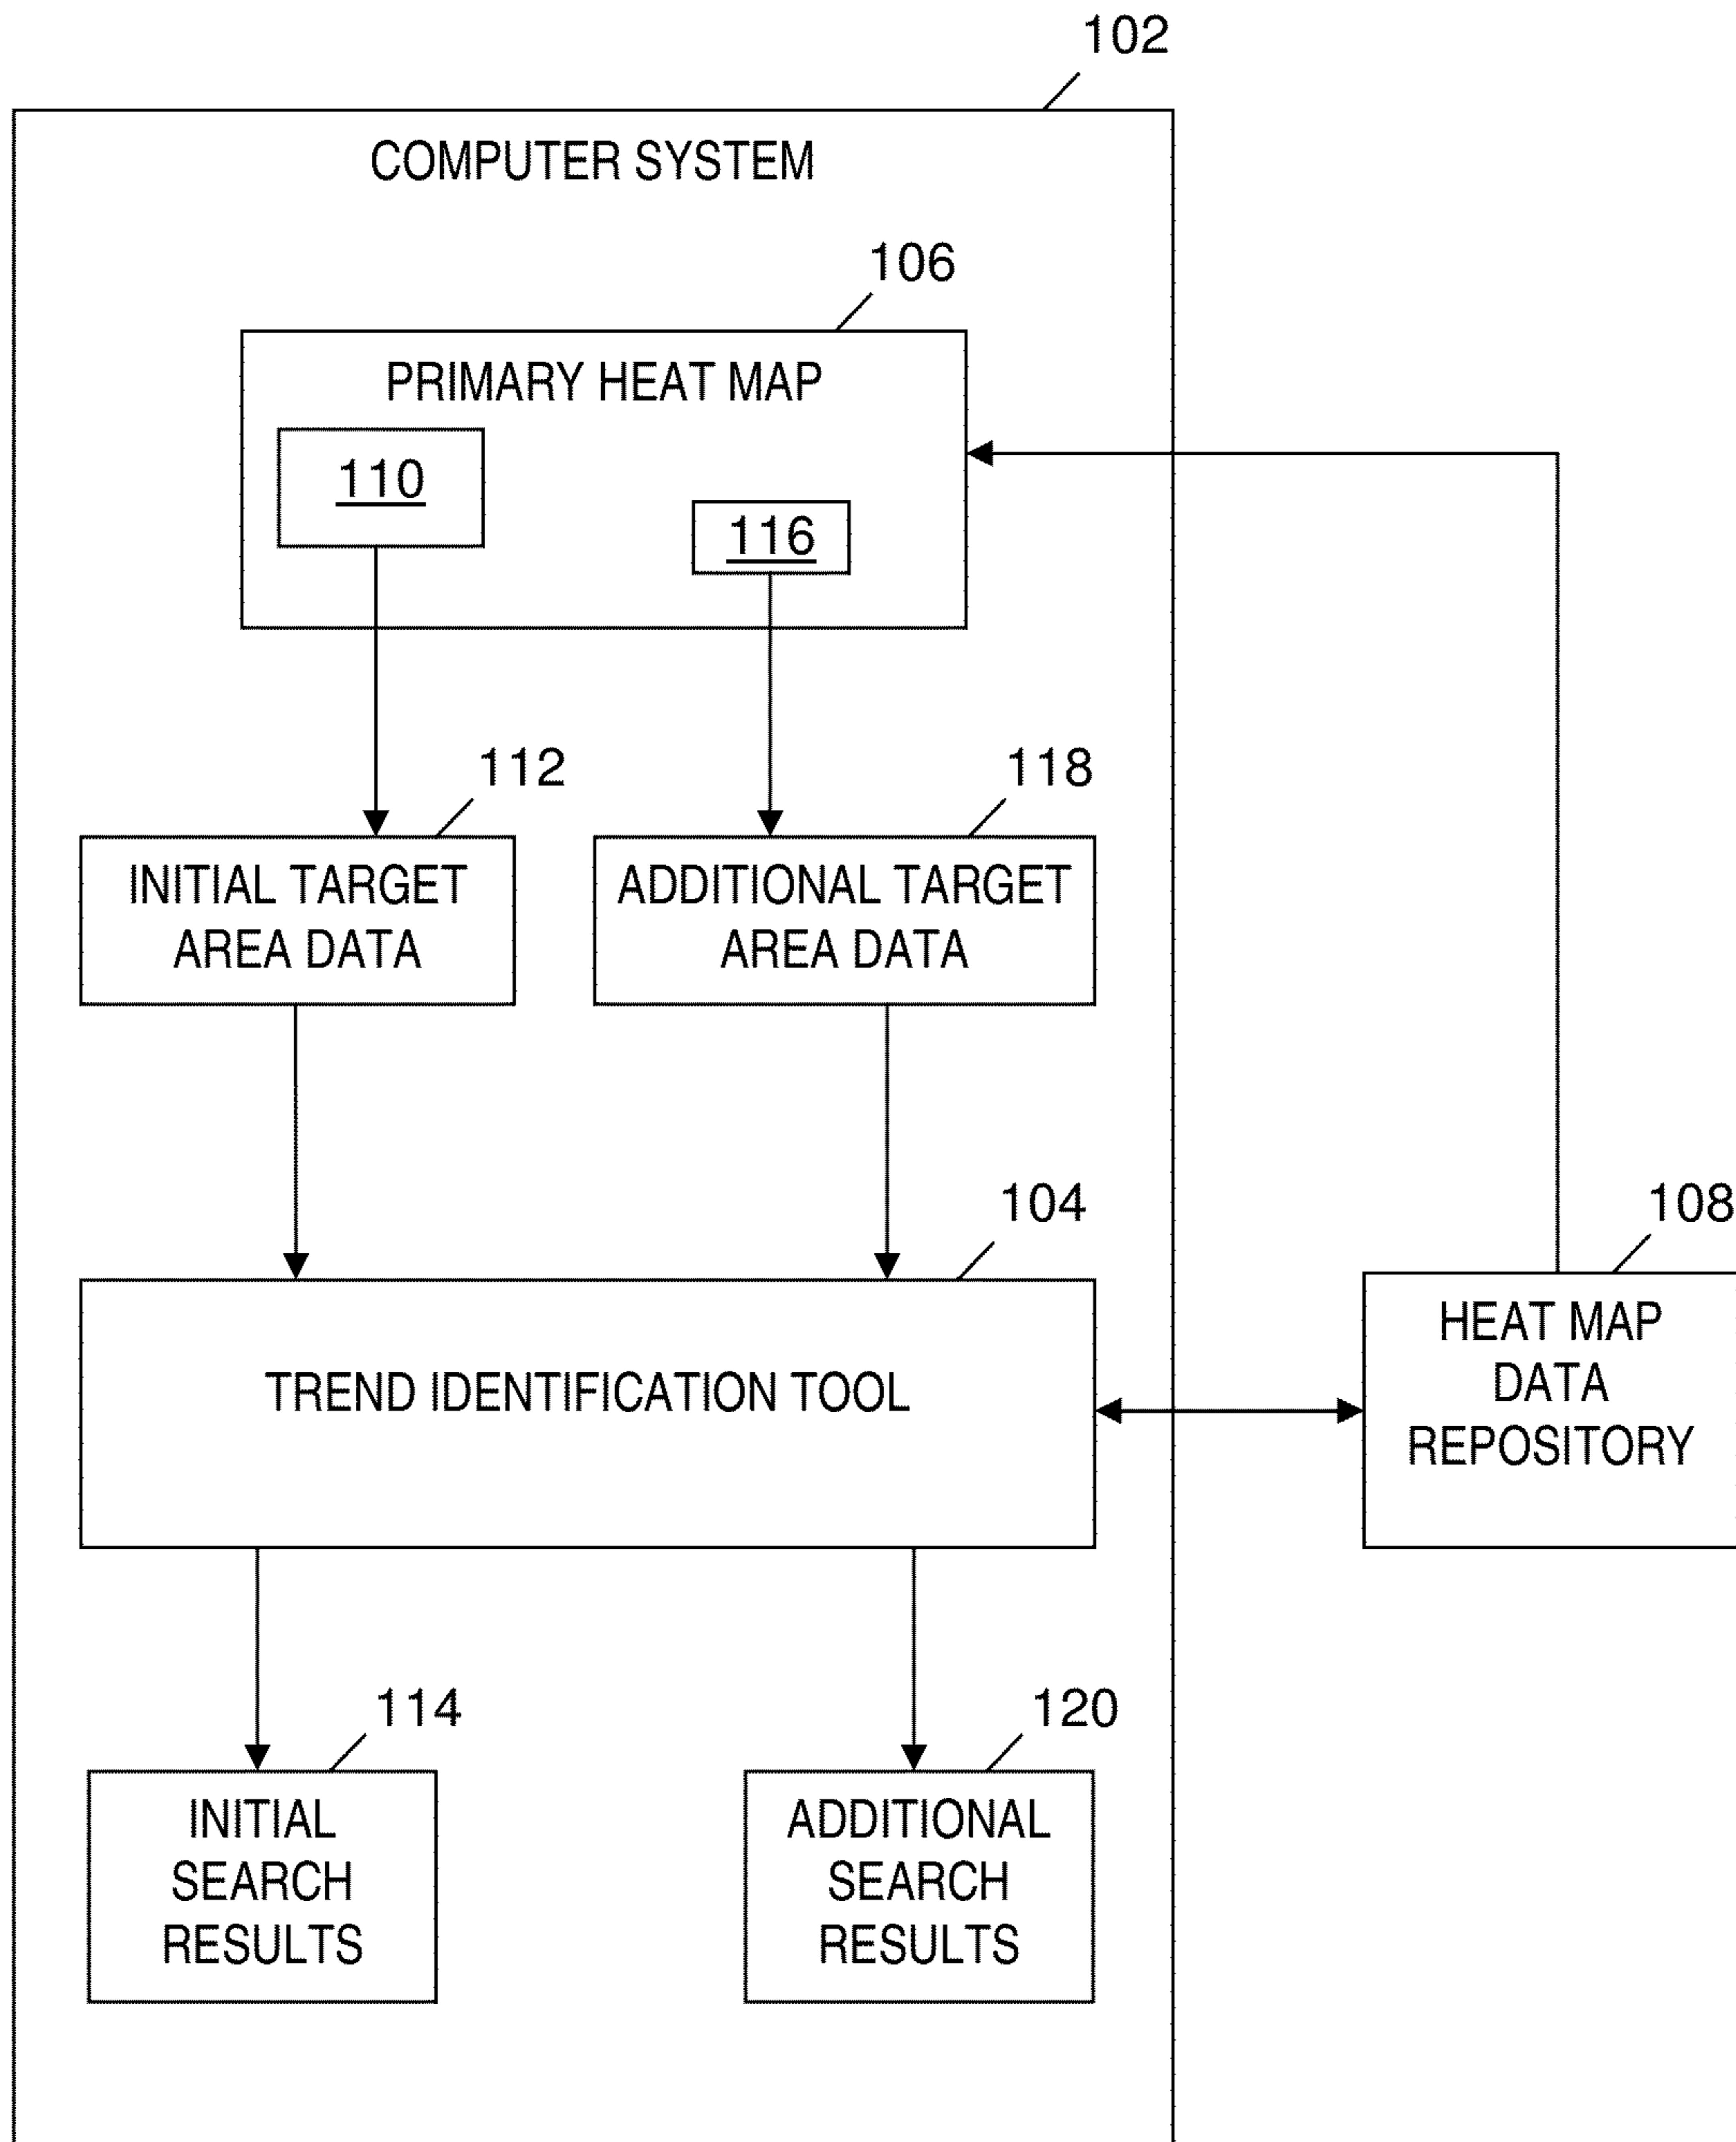 102
COMPUTER SYSTEM
106
PRIMARY HEAT MAP
110
116
112
118
INITIAL TARGET
AREA DATA
ADDITIONAL TARGET
AREA DATA
104
108
TREND IDENTIFICATION TOOL
HEAT MAP
DATA
REPOSITORY
114
120
INITIAL
SEARCH
RESULTS
ADDITIONAL
SEARCH
RESULTS